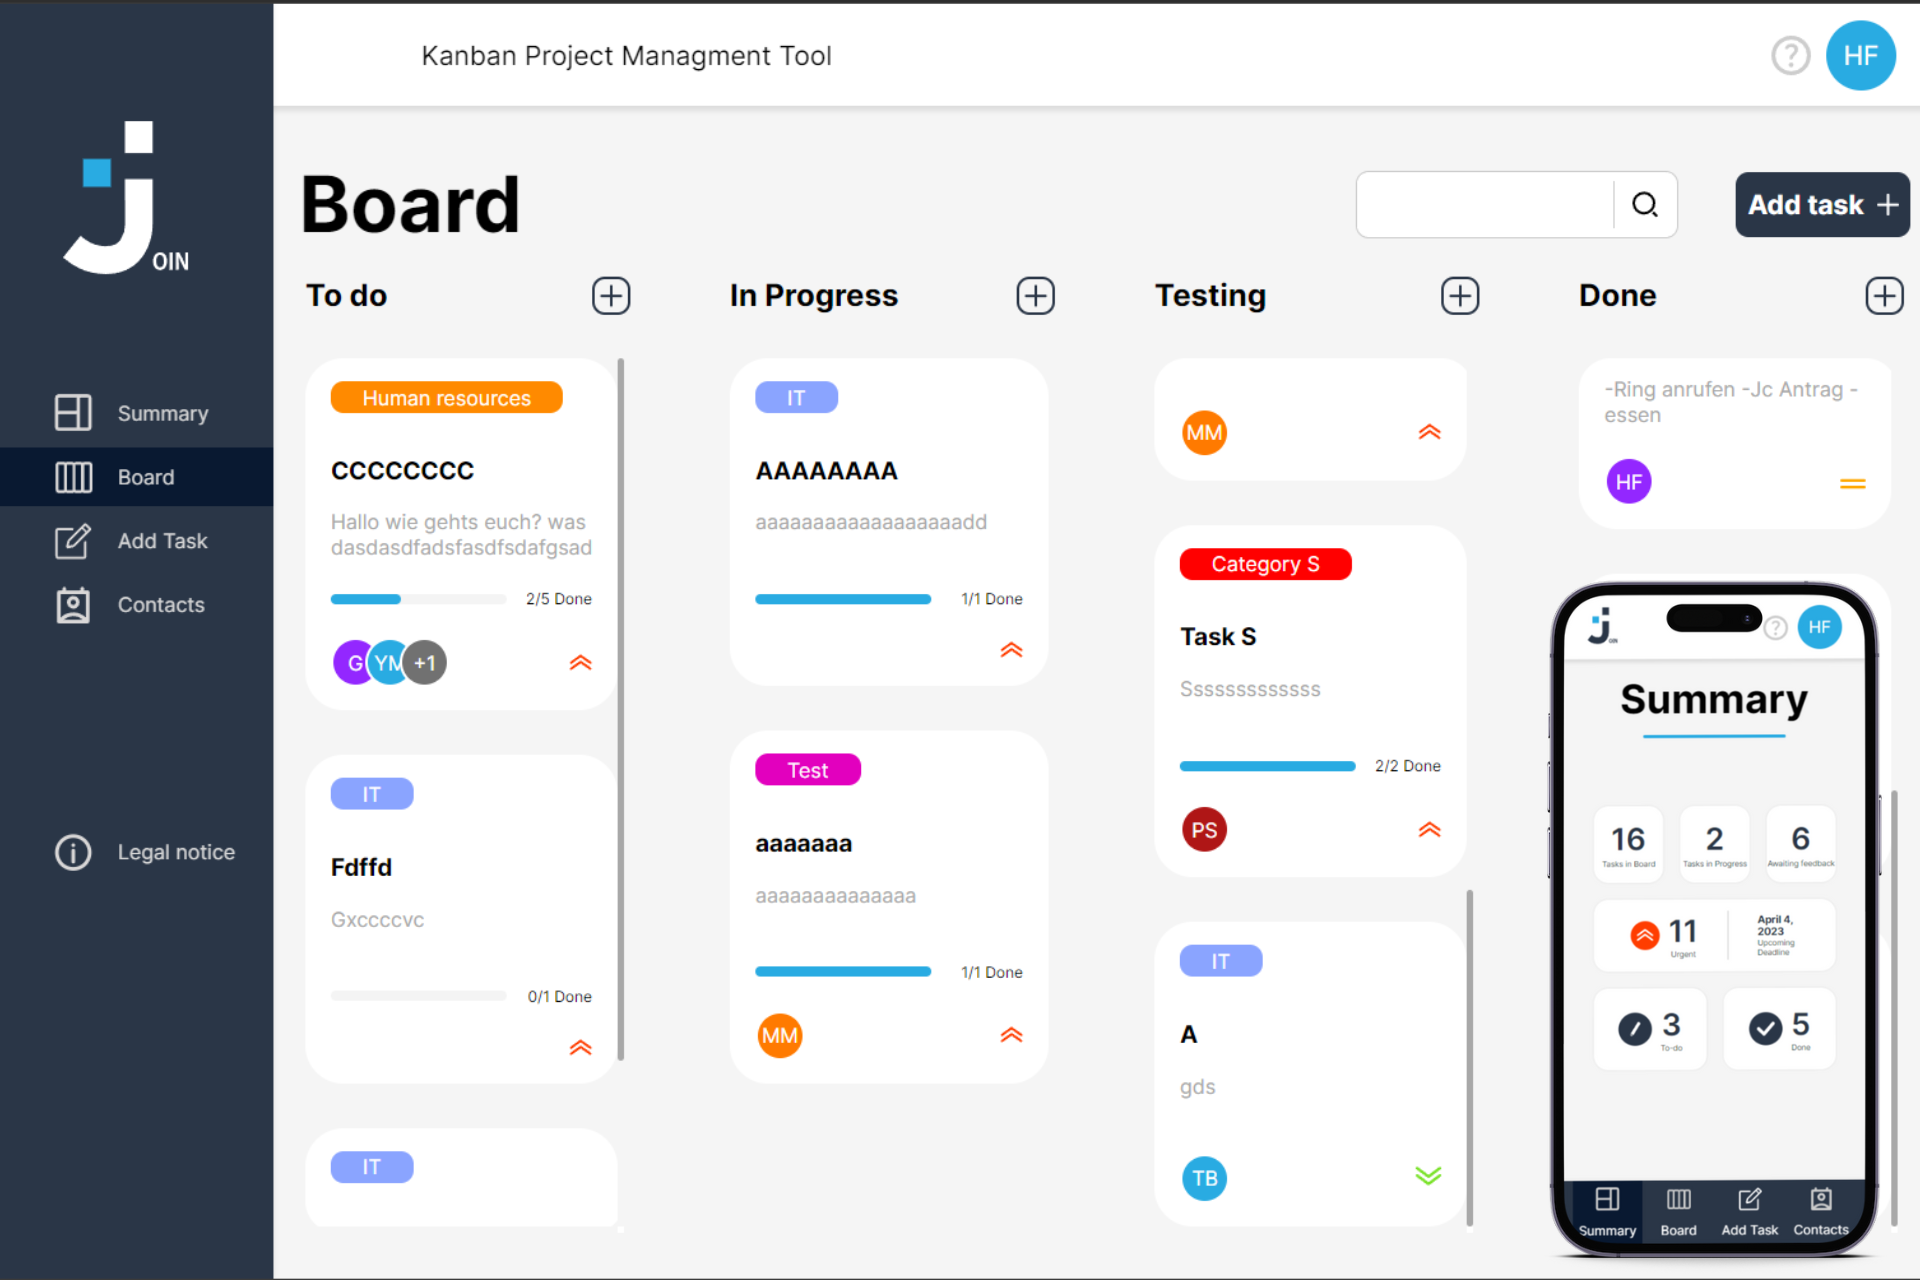 Kanban Project Managment Tool
HF
OIN
Summary
Board
Add Task
Contacts
Legal notice
Board
Add task
To do
Human resources
CCCCCCCC
Hallo wie gehts euch? was
dasdasdfadsfasdfsdafgsad
2/5 Done
G YM +1
IT
Fdffd
Gxccccvc
0/1 Done
IT
In Progress
IT
AAAAAAAA
aaaaaaaaaaaaaaaaaadd
1/1 Done
Test
aaaaaaa
aaaaaaaaaaaaaa
1/1 Done
MM
Testing
MM
Category S
Task S
Sssssssssssss
2/2 Done
PS
IT
A
gds
TB
Done
-Ring anrufen -Jc Antrag -
essen
HF
OIN
HF
Summary
16
Tasks in Board
2
Tasks in Progress
6
Awaiting feedback
11
Urgent
April 4,
2023
Upcoming
Deadline
3
To-do
5
Done
Summary
Board
Add Task
Contacts